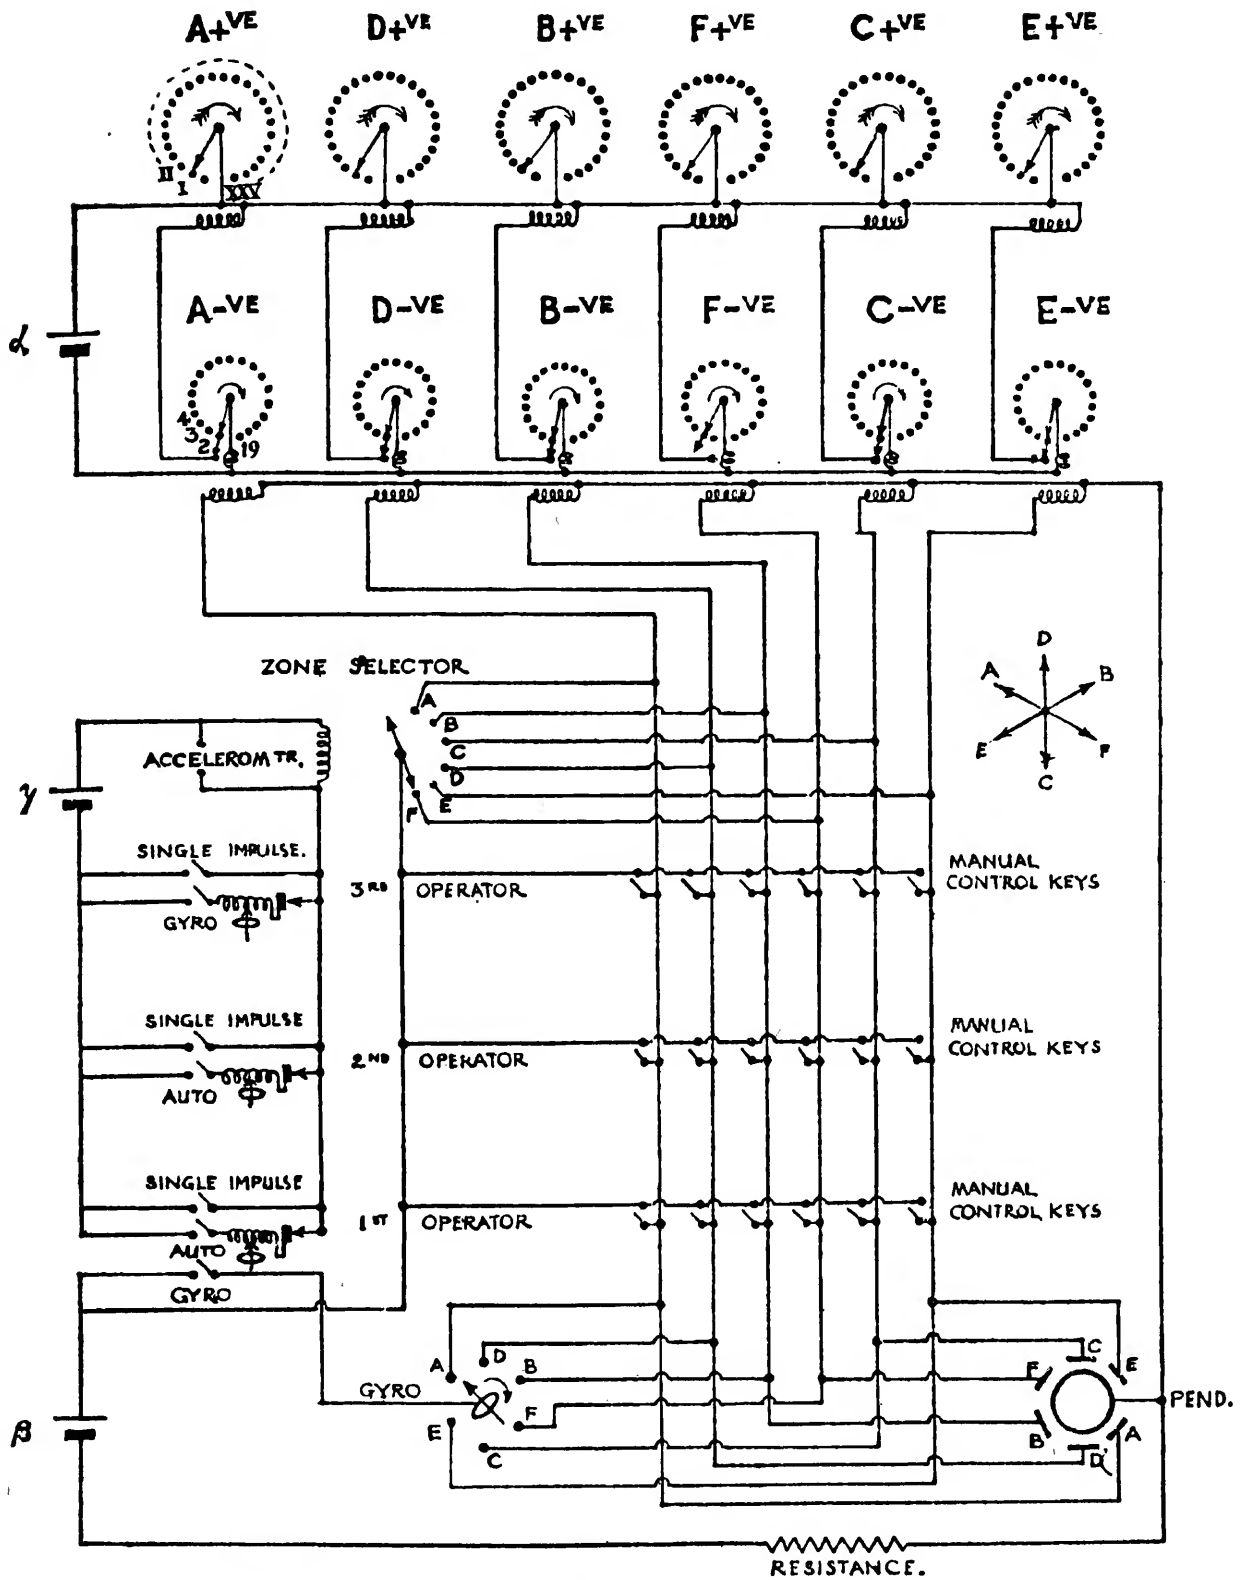 A+VE D+VE B+VE F+VE C+VE E+VE
II
I
XXV
A-VE D-VE B-VE F-VE C-VE E-VE
α
4
3
2
19
ZONE SELECTOR
A
B
C
D
E
F
D
A
B
E
F
C
ACCELEROMTR.
γ
SINGLE IMPULSE.
GYRO
3RD OPERATOR
MANUAL
CONTROL KEYS
SINGLE IMPULSE
AUTO
2ND OPERATOR
MANUAL
CONTROL KEYS
SINGLE IMPULSE
AUTO
GYRO
1ST OPERATOR
MANUAL
CONTROL KEYS
A
D
B
GYRO
F
E
C
C
F
E
PEND.
B
A
D
β
RESISTANCE.